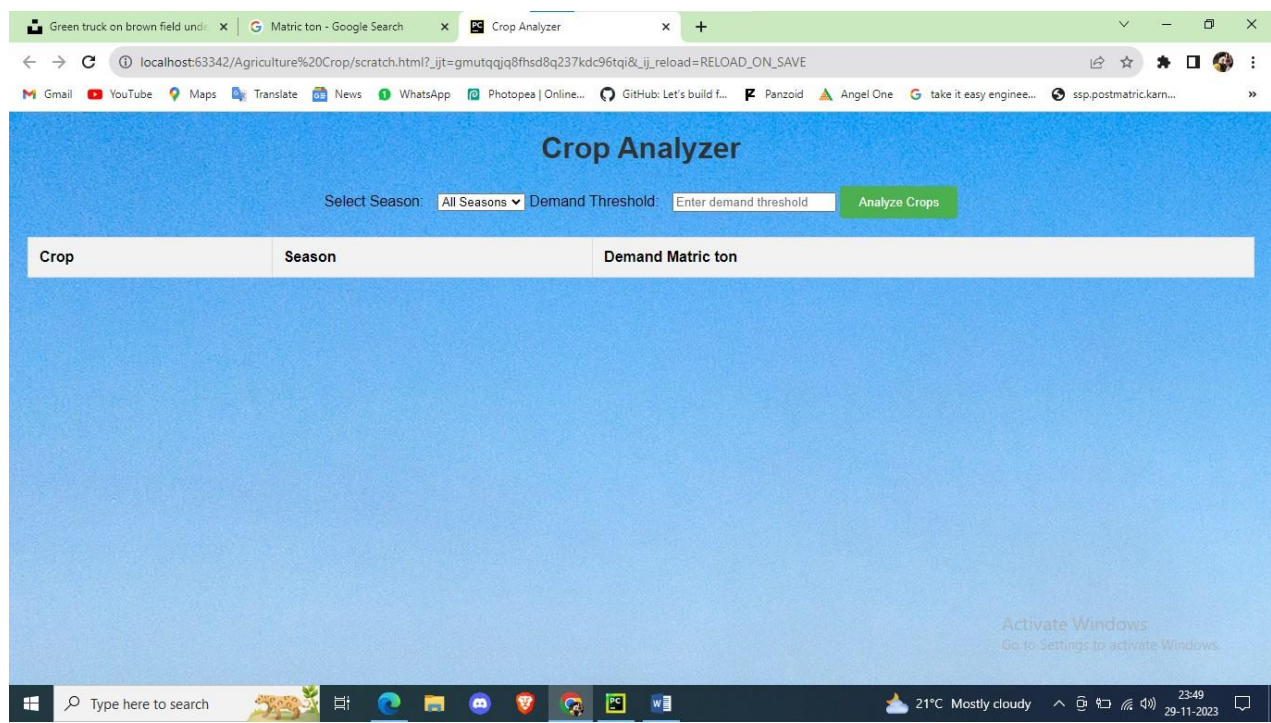 Green truck on brown field unde
Matric ton - Google Search
PC Crop Analyzer
localhost:63342/Agriculture%20Crop/scratch.html?_ijt=gmutqqjq8fhsd8q237kdc96tqi&_ij_reload=RELOAD_ON_SAVE
Gmail YouTube Maps Translate News WhatsApp Photopea | Online... GitHub: Let's build f... Panzoid Angel One take it easy enginee... ssp.postmatric.karn... »
Crop Analyzer
Select Season: All Seasons Demand Threshold: Enter demand threshold Analyze Crops
Crop Season Demand Matric ton
Activate Windows
Go to Settings to activate Windows.
Type here to search PC W 21°C Mostly cloudy 23:49
29-11-2023